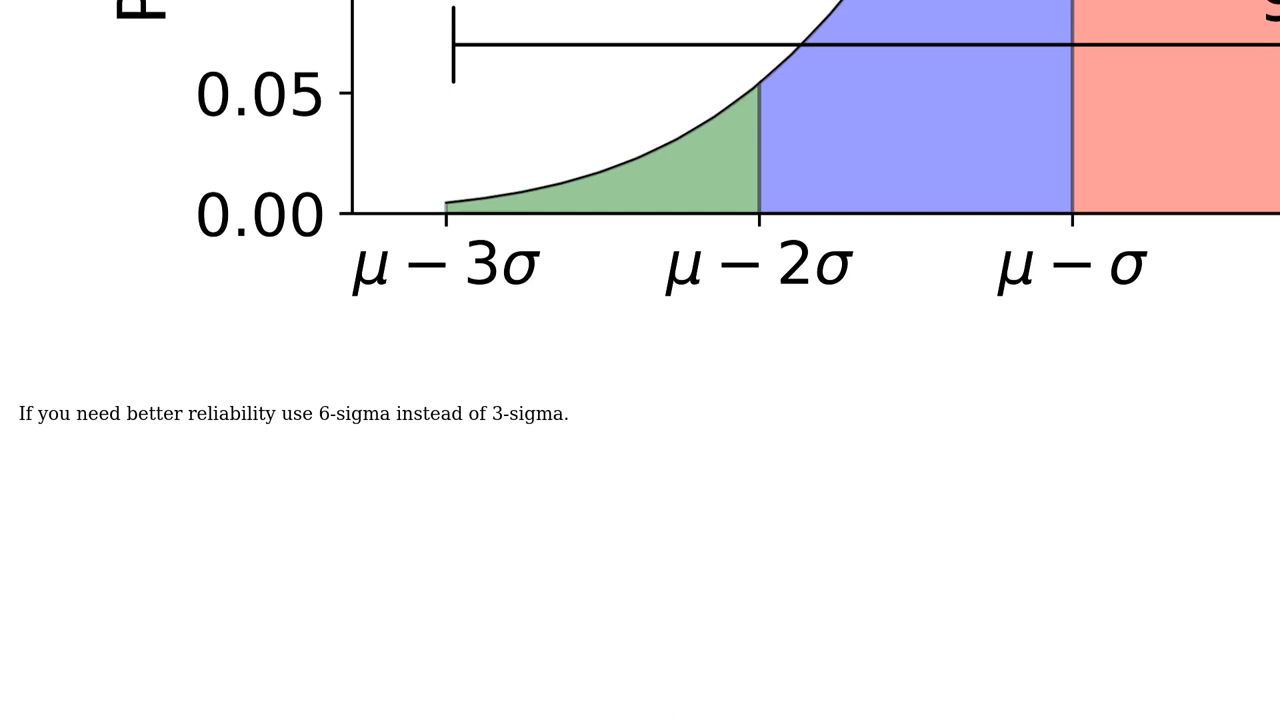 0.05
0.00
μ − 3σ μ − 2σ μ − σ
If you need better reliability use 6-sigma instead of 3-sigma.